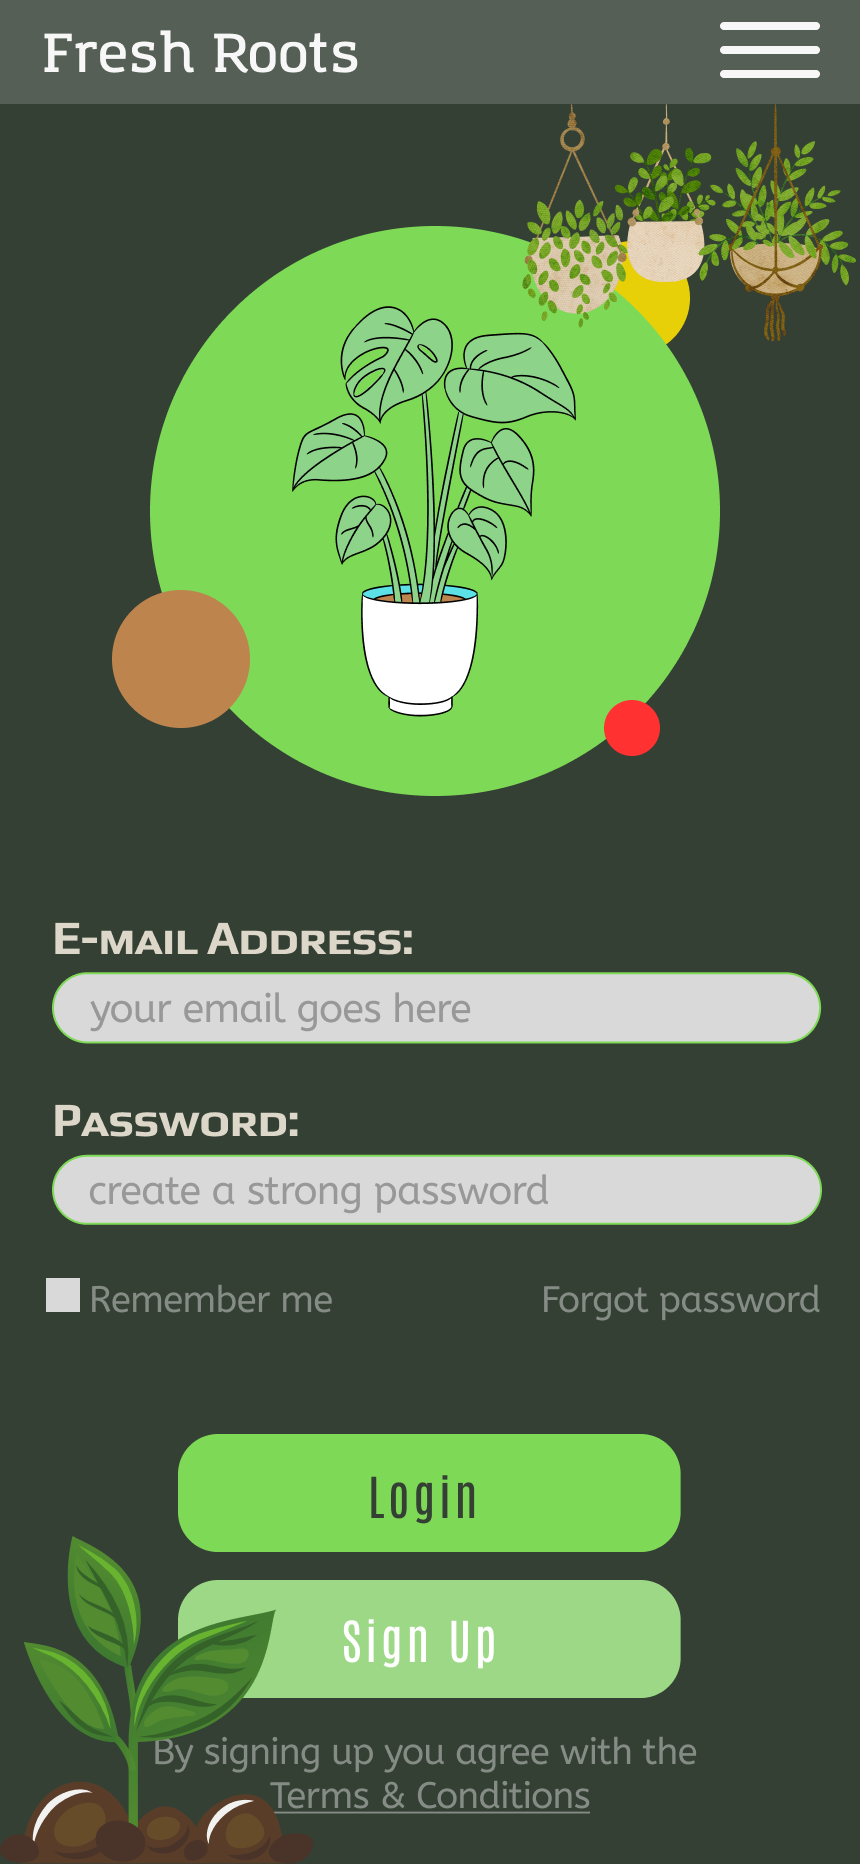 Fresh Roots
E-mail Address:
your email goes here
Password:
create a strong password
Remember me
Forgot password
Login
Sign Up
By signing up you agree with the
Terms & Conditions